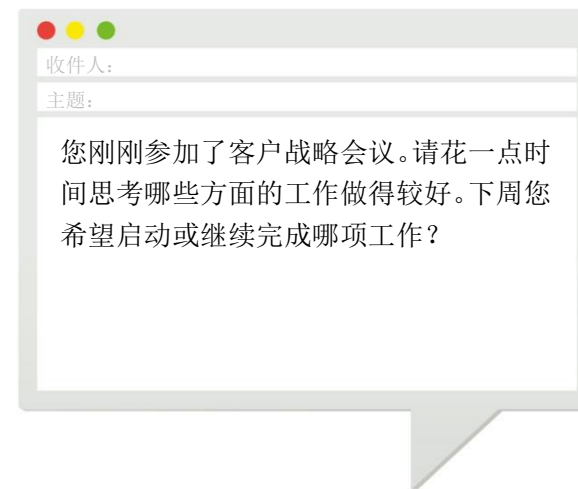 收件人：
主题：
您刚刚参加了客户战略会议。请花一点时
间思考哪些方面的工作做得较好。下周您
希望启动或继续完成哪项工作？